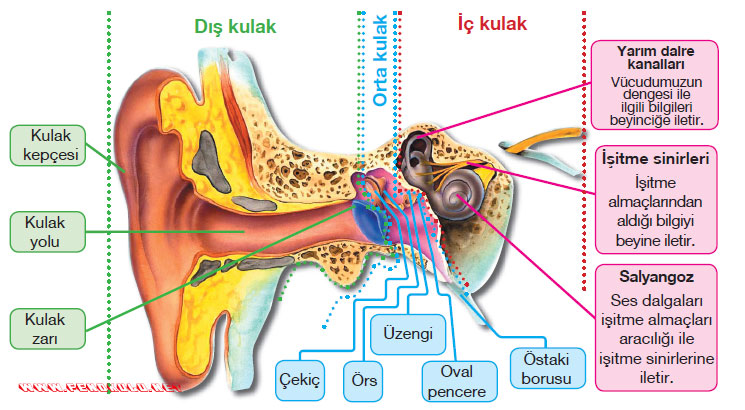 Dış kulak
Orta kulak
İç kulak
Kulak
kepçesi
Kulak
yolu
Kulak
zarı
Çekiç
Örs
Üzengi
Oval
pencere
Östaki
borusu
Yarım daire
kanalları
Vücudumuzun
dengesi ile
ilgili bilgileri
beyinciğe iletir.
İşitme sinirleri
İşitme
almaçlarından
aldığı bilgiyi
beyine iletir.
Salyangoz
Ses dalgaları
işitme almaçları
aracılığı ile
işitme sinirlerine
iletir.